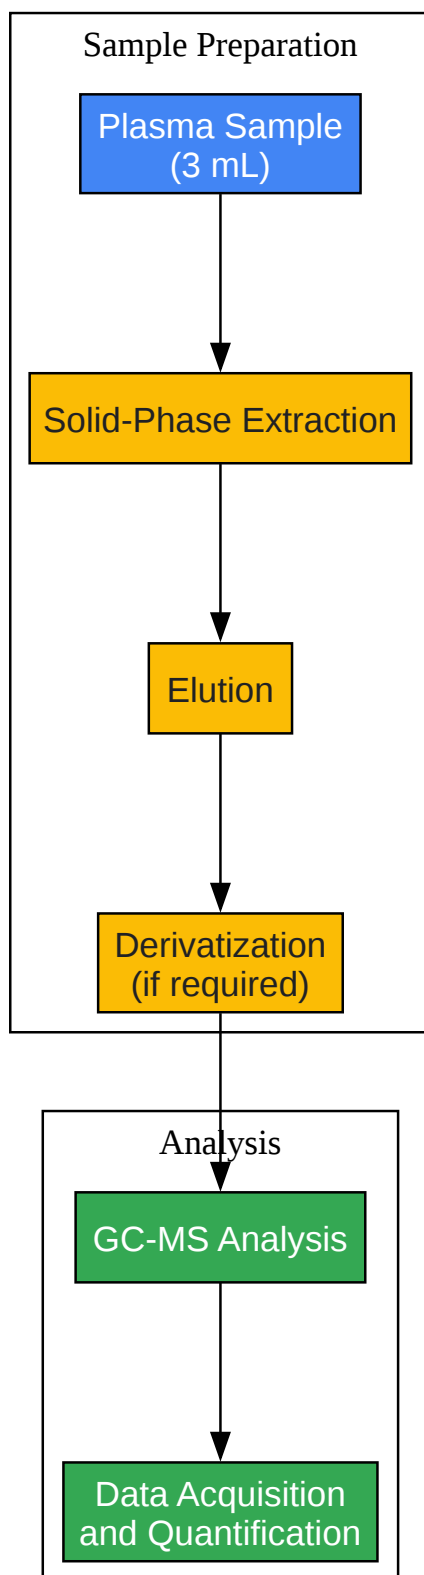 Sample Preparation
Plasma Sample
(3 mL)
Solid-Phase Extraction
Elution
Derivatization
(if required)
Analysis
GC-MS Analysis
Data Acquisition
and Quantification